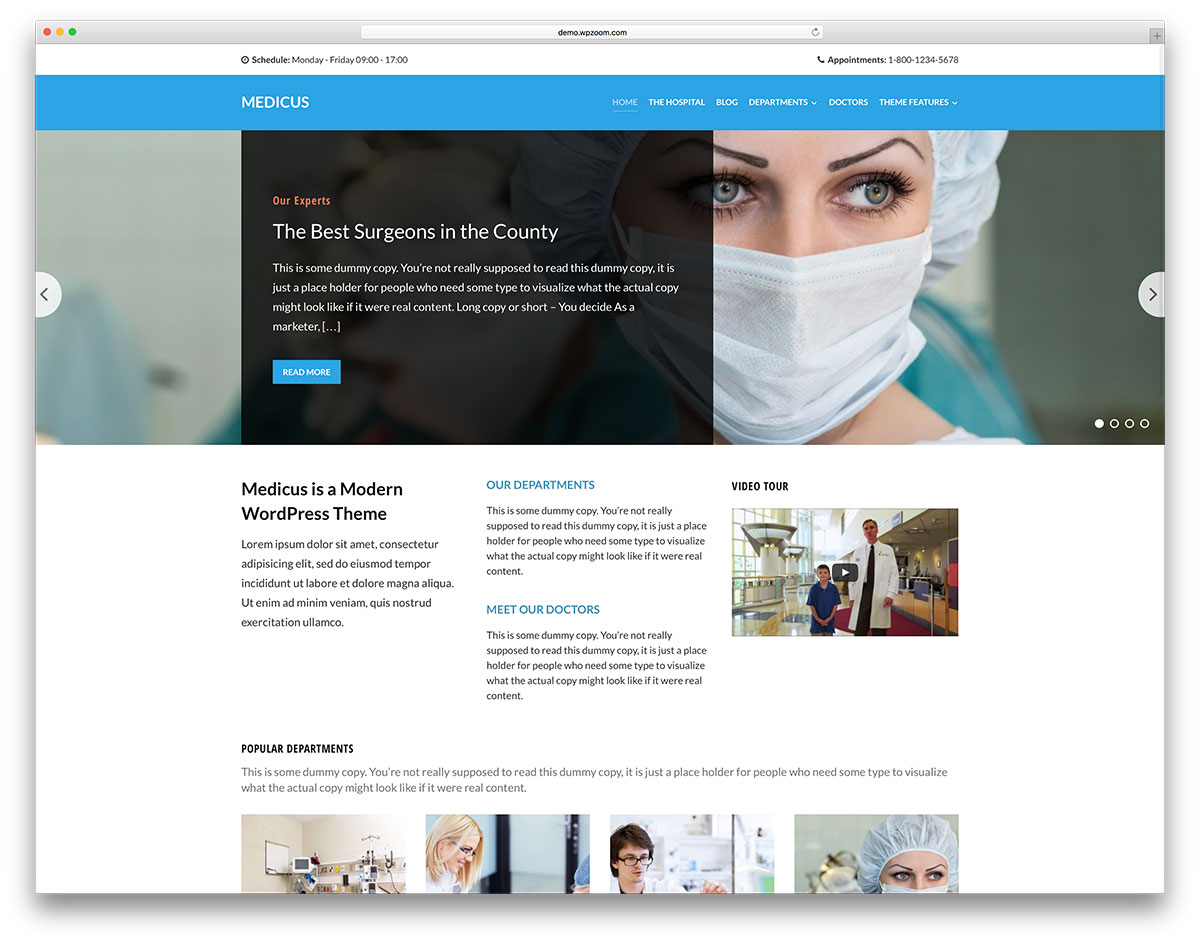 demo.wpzoom.com
Schedule: Monday - Friday 09:00 - 17:00
Appointments: 1-800-1234-5678
MEDICUS
HOME THE HOSPITAL BLOG DEPARTMENTS DOCTORS THEME FEATURES
Our Experts
The Best Surgeons in the County
This is some dummy copy. You’re not really supposed to read this dummy copy, it is
just a place holder for people who need some type to visualize what the actual copy
might look like if it were real content. Long copy or short – You decide As a
marketer, […]
READ MORE
Medicus is a Modern
WordPress Theme
Lorem ipsum dolor sit amet, consectetur
adipisicing elit, sed do eiusmod tempor
incididunt ut labore et dolore magna aliqua.
Ut enim ad minim veniam, quis nostrud
exercitation ullamco.
OUR DEPARTMENTS
This is some dummy copy. You’re not really
supposed to read this dummy copy, it is just a place
holder for people who need some type to visualize
what the actual copy might look like if it were real
content.
MEET OUR DOCTORS
This is some dummy copy. You’re not really
supposed to read this dummy copy, it is just a place
holder for people who need some type to visualize
what the actual copy might look like if it were real
content.
VIDEO TOUR
POPULAR DEPARTMENTS
This is some dummy copy. You’re not really supposed to read this dummy copy, it is just a place holder for people who need some type to visualize
what the actual copy might look like if it were real content.